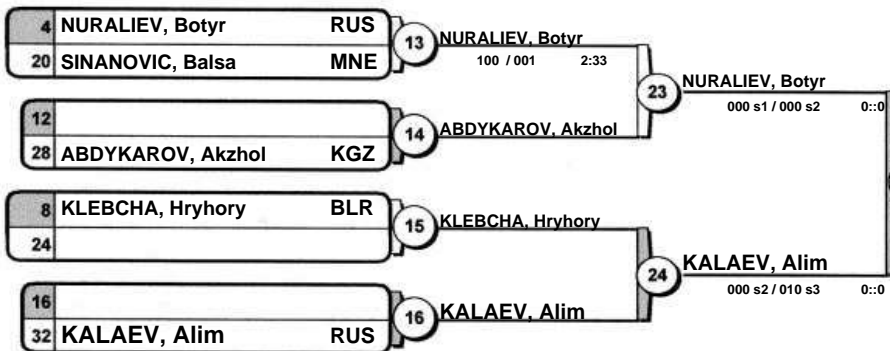 4 NURALIEV, Botyr RUS
20 SINANOVIC, Balsa MNE
13
NURALIEV, Botyr
100 / 001 2:33
12
28 ABDYKAROV, Akzhol KGZ
14
ABDYKAROV, Akzhol
23
NURALIEV, Botyr
000 s1 / 000 s2 0::0
8 KLEBCHA, Hryhory BLR
24
15
KLEBCHA, Hryhory
16
32 KALAEV, Alim RUS
16
KALAEV, Alim
24
KALAEV, Alim
000 s2 / 010 s3 0::0